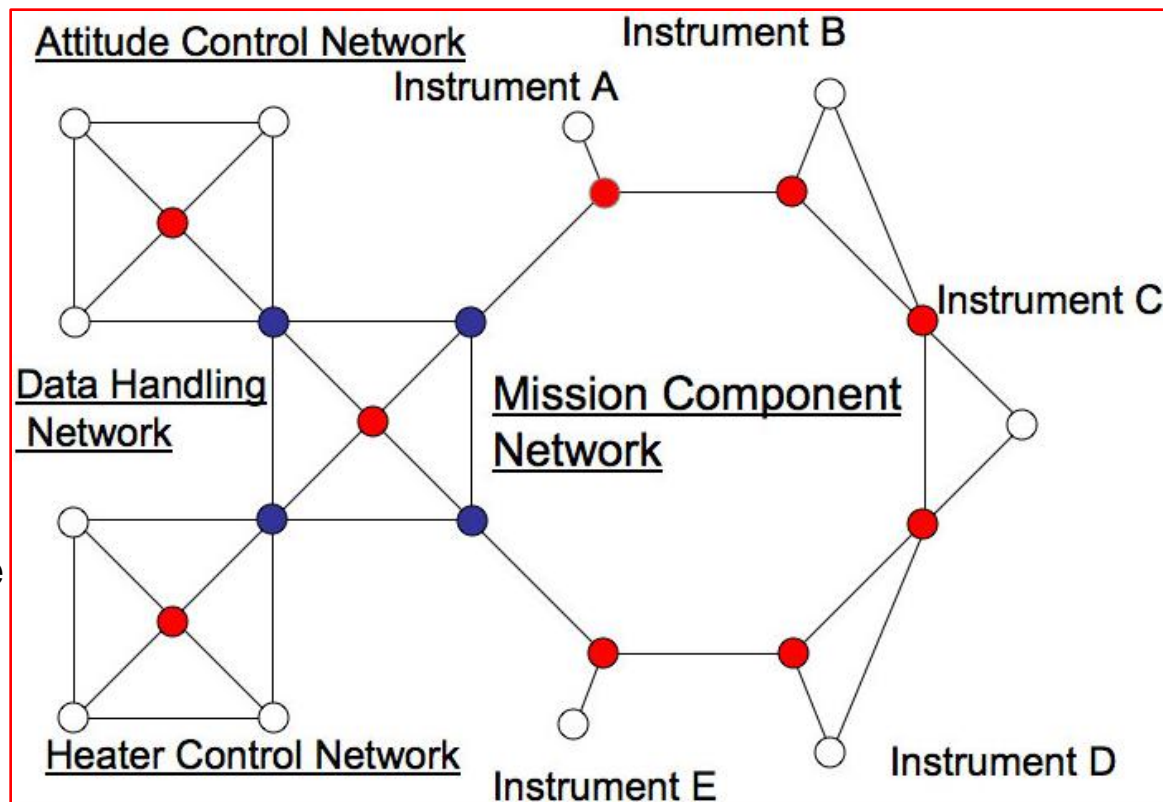 Attitude Control Network
Instrument B
Instrument A
Instrument C
Data Handling
Network
Mission Component
Network
e
Heater Control Network
Instrument E
Instrument D